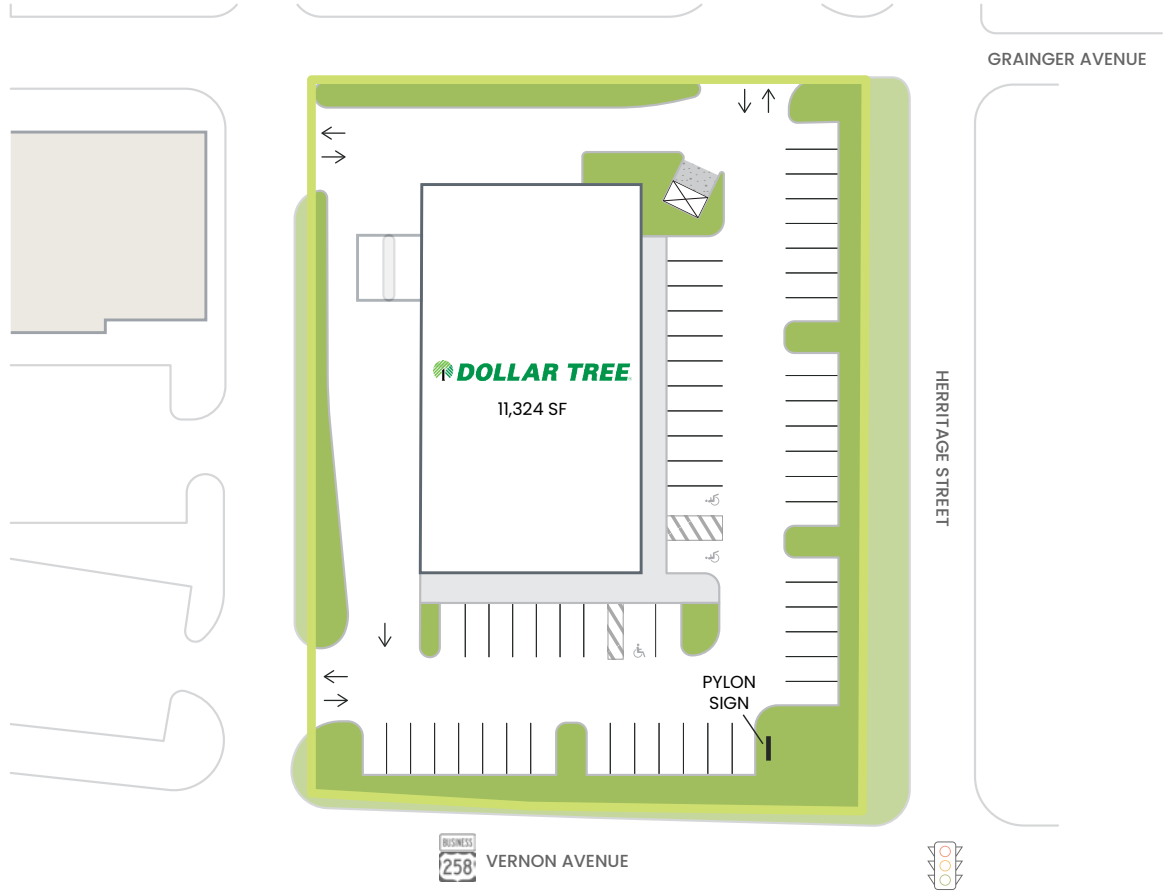 GRAINGER AVENUE
DOLLAR TREE
11,324 SF
HERRITAGE STREET
PYLON
SIGN
BUSINESS
258
VERNON AVENUE